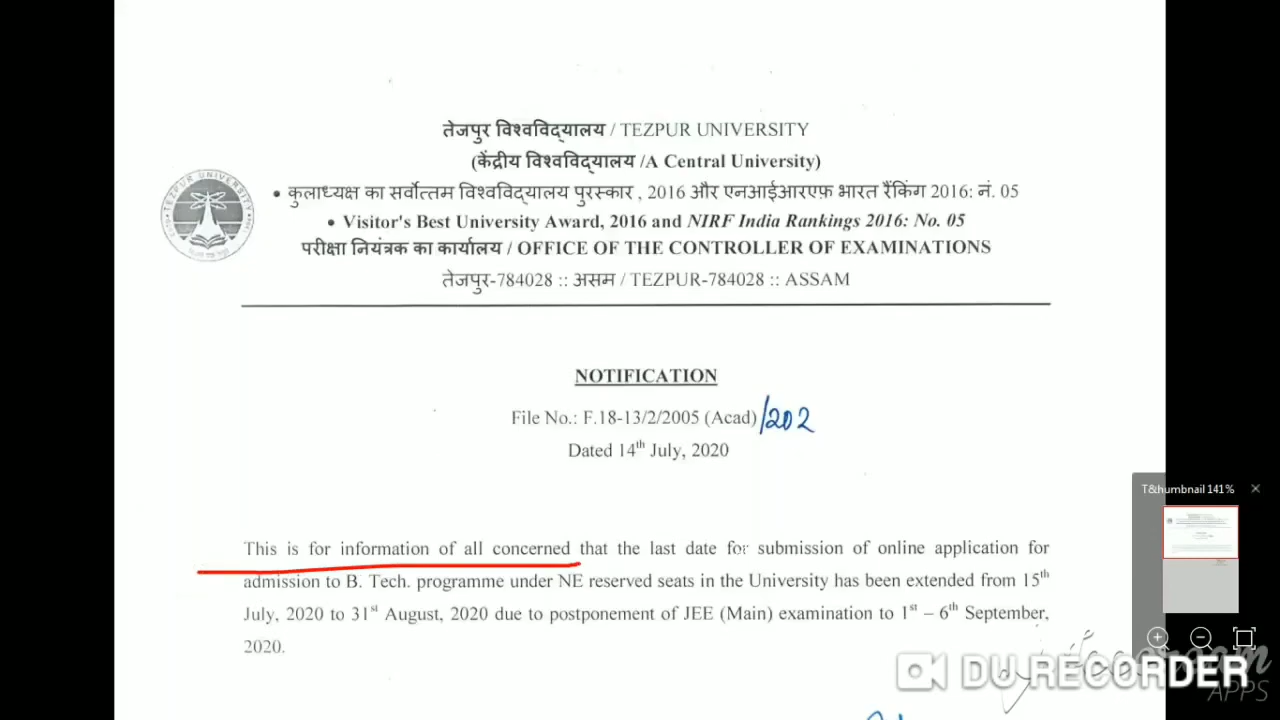 तेजपुर विश्वविद्यालय / TEZPUR UNIVERSITY
(केंद्रीय विश्वविद्यालय /A Central University)
• कुलाध्यक्ष का सर्वोत्तम विश्वविद्यालय पुरस्कार , 2016 और एनआईआरएफ़ भारत रैंकिंग 2016: नं. 05
• Visitor's Best University Award, 2016 and NIRF India Rankings 2016: No. 05
परीक्षा नियंत्रक का कार्यालय / OFFICE OF THE CONTROLLER OF EXAMINATIONS
तेजपुर-784028 :: असम / TEZPUR-784028 :: ASSAM
TEZPUR UNIVERSITY
NOTIFICATION
File No.: F.18-13/2/2005 (Acad)/202
Dated 14th July, 2020
T&humbnail 141%
This is for information of all concerned that the last date for submission of online application for
admission to B. Tech. programme under NE reserved seats in the University has been extended from 15th
July, 2020 to 31st August, 2020 due to postponement of JEE (Main) examination to 1st – 6th September,
2020.
DU RECORDER
APPS